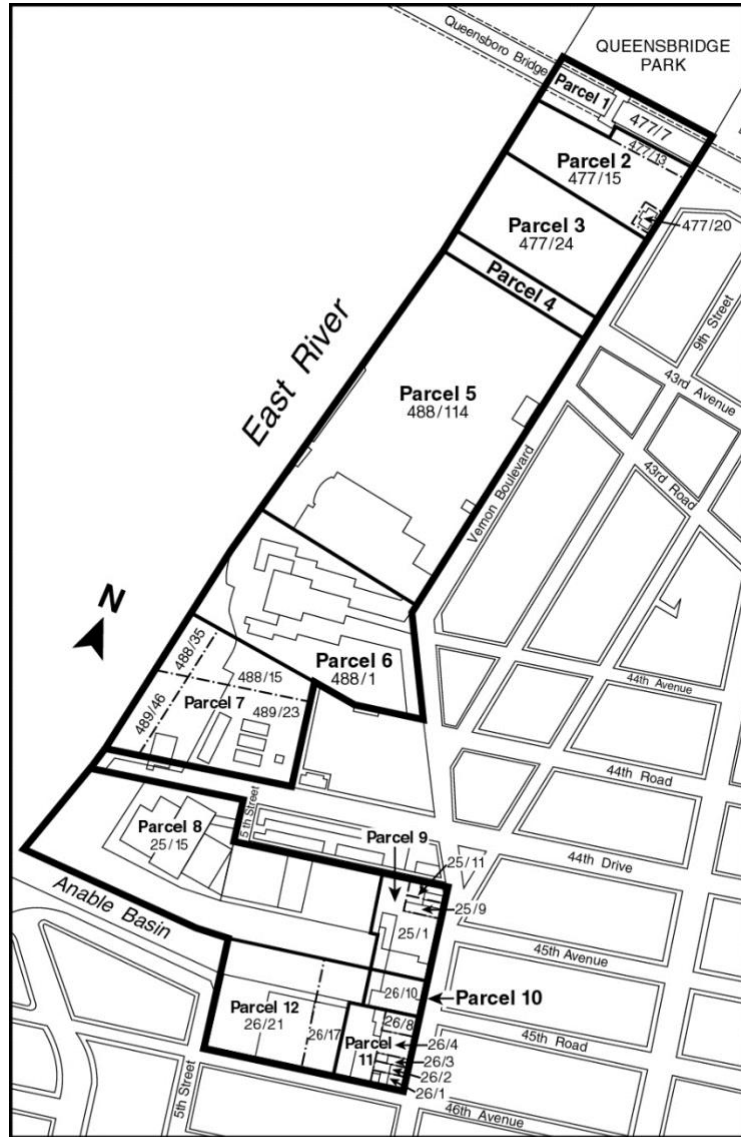 QUEENSBRIDGE
PARK
Queensboro Bridge
Parcel 1
477/7
477/13
Parcel 2
477/15
477/20
Parcel 3
477/24
Parcel 4
9th Street
43rd Avenue
East River
Parcel 5
488/114
43rd Road
Vernon Boulevard
N
488/35
Parcel 6
488/1
44th Avenue
488/15
Parcel 7
489/46
489/23
44th Road
5th Street
Parcel 8
25/15
Parcel 9
44th Drive
25/11
25/9
Anable Basin
25/1
45th Avenue
26/10
Parcel 10
Parcel 12
26/21
26/17
26/8
Parcel
11
26/4
45th Road
26/3
26/2
26/1
5th Street
46th Avenue